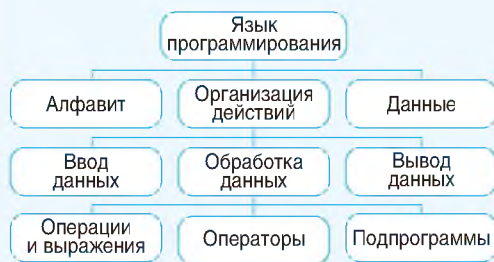 Язык
программирования
Алфавит
Организация
действий
Данные
Ввод
данных
Обработка
данных
Вывод
данных
Операции
и выражения
Операторы
Подпрограммы